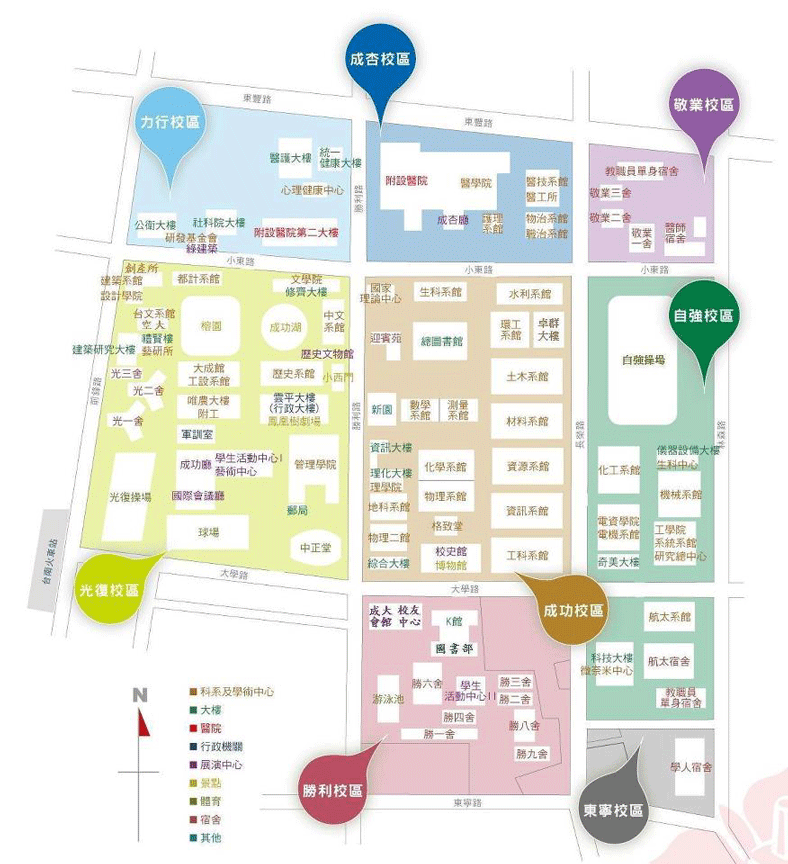 成杏校區
敬業校區
力行校區
東豐路
東豐路
醫護大樓
統一
健康大樓
心理健康中心
公衛大樓
社科院大樓
研發基金會
綠建築
附設醫院第二大樓
勝利路
附設醫院
醫學院
醫技系館
醫工所
成杏廳
護理
系館
物治系館
職治系館
教職員單身宿舍
敬業三舍
敬業二舍
敬業
一舍
醫師
宿舍
小東路
小東路
小東路
創產所
建築系館
設計學院
都計系館
文學院
修齊大樓
台文系館
空人
禮賢樓
藝研所
建築研究大樓
榕園
成功湖
中文
系館
歷史文物館
小西門
光三舍
光二舍
光一舍
大成館
工設系館
歷史系館
唯農大樓
附工
雲平大樓
(行政大樓)
鳳凰樹劇場
軍訓室
成功廳
學生活動中心I
藝術中心
管理學院
光復操場
國際會議廳
郵局
球場
中正堂
前鋒路
勝利路
台南火車站
光復校區
大學路
國家
理論中心
生科系館
水利系館
迎賓苑
總圖書館
環工
系館
卓群
大樓
土木系館
新園
數學
系館
測量
系館
材料系館
資訊大樓
理化大樓
理學院
化學系館
資源系館
地科系館
物理系館
資訊系館
物理二館
格致堂
綜合大樓
校史館
博物館
工科系館
長榮路
大學路
成功校區
自強校區
自強操場
林森路
儀器設備大樓
生科中心
化工系館
機械系館
電資學院
電機系館
工學院
系統系館
研究總中心
奇美大樓
航太系館
科技大樓
微奈米中心
航太宿舍
教職員
單身宿舍
成大 校友
會館 中心
K館
圖書部
游泳池
勝六舍
學生
活動中心II
勝三舍
勝二舍
勝四舍
勝一舍
勝八舍
勝九舍
勝利校區
東寧路
東寧校區
學人宿舍
N
科系及學術中心
大樓
醫院
行政機關
展演中心
景點
體育
宿舍
其他